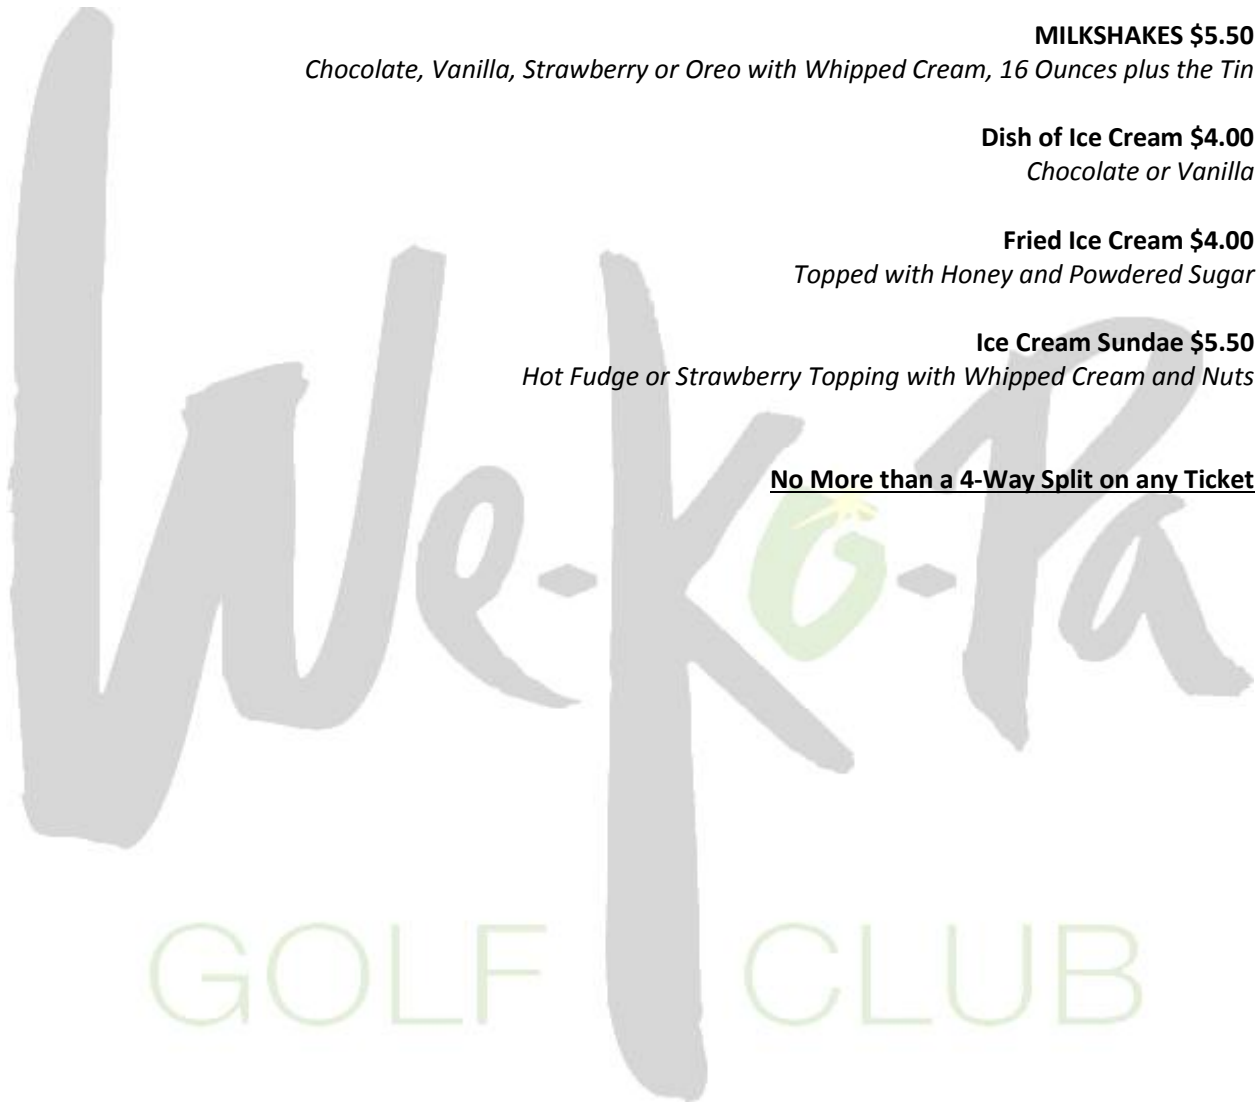 MILKSHAKES $5.50
Chocolate, Vanilla, Strawberry or Oreo with Whipped Cream, 16 Ounces plus the Tin
Dish of Ice Cream $4.00
Chocolate or Vanilla
Fried Ice Cream $4.00
Topped with Honey and Powdered Sugar
Ice Cream Sundae $5.50
Hot Fudge or Strawberry Topping with Whipped Cream and Nuts
No More than a 4-Way Split on any Ticket
We-Ko-Pa
GOLF CLUB